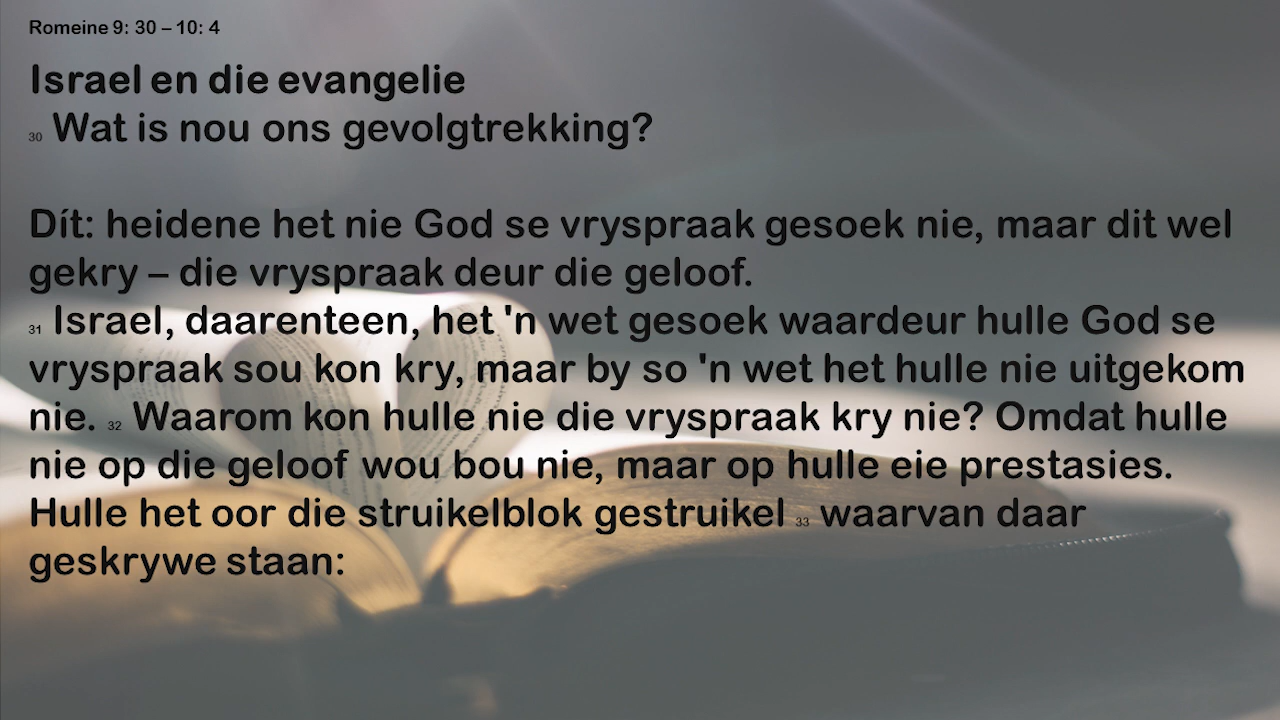 Romeine 9: 30 – 10: 4
Israel en die evangelie
30 Wat is nou ons gevolgtrekking?
Dít: heidene het nie God se vryspraak gesoek nie, maar dit wel
gekry – die vryspraak deur die geloof.
31 Israel, daarenteen, het 'n wet gesoek waardeur hulle God se
vryspraak sou kon kry, maar by so 'n wet het hulle nie uitgekom
nie. 32 Waarom kon hulle nie die vryspraak kry nie? Omdat hulle
nie op die geloof wou bou nie, maar op hulle eie prestasies.
Hulle het oor die struikelblok gestruikel 33 waarvan daar
geskrywe staan: